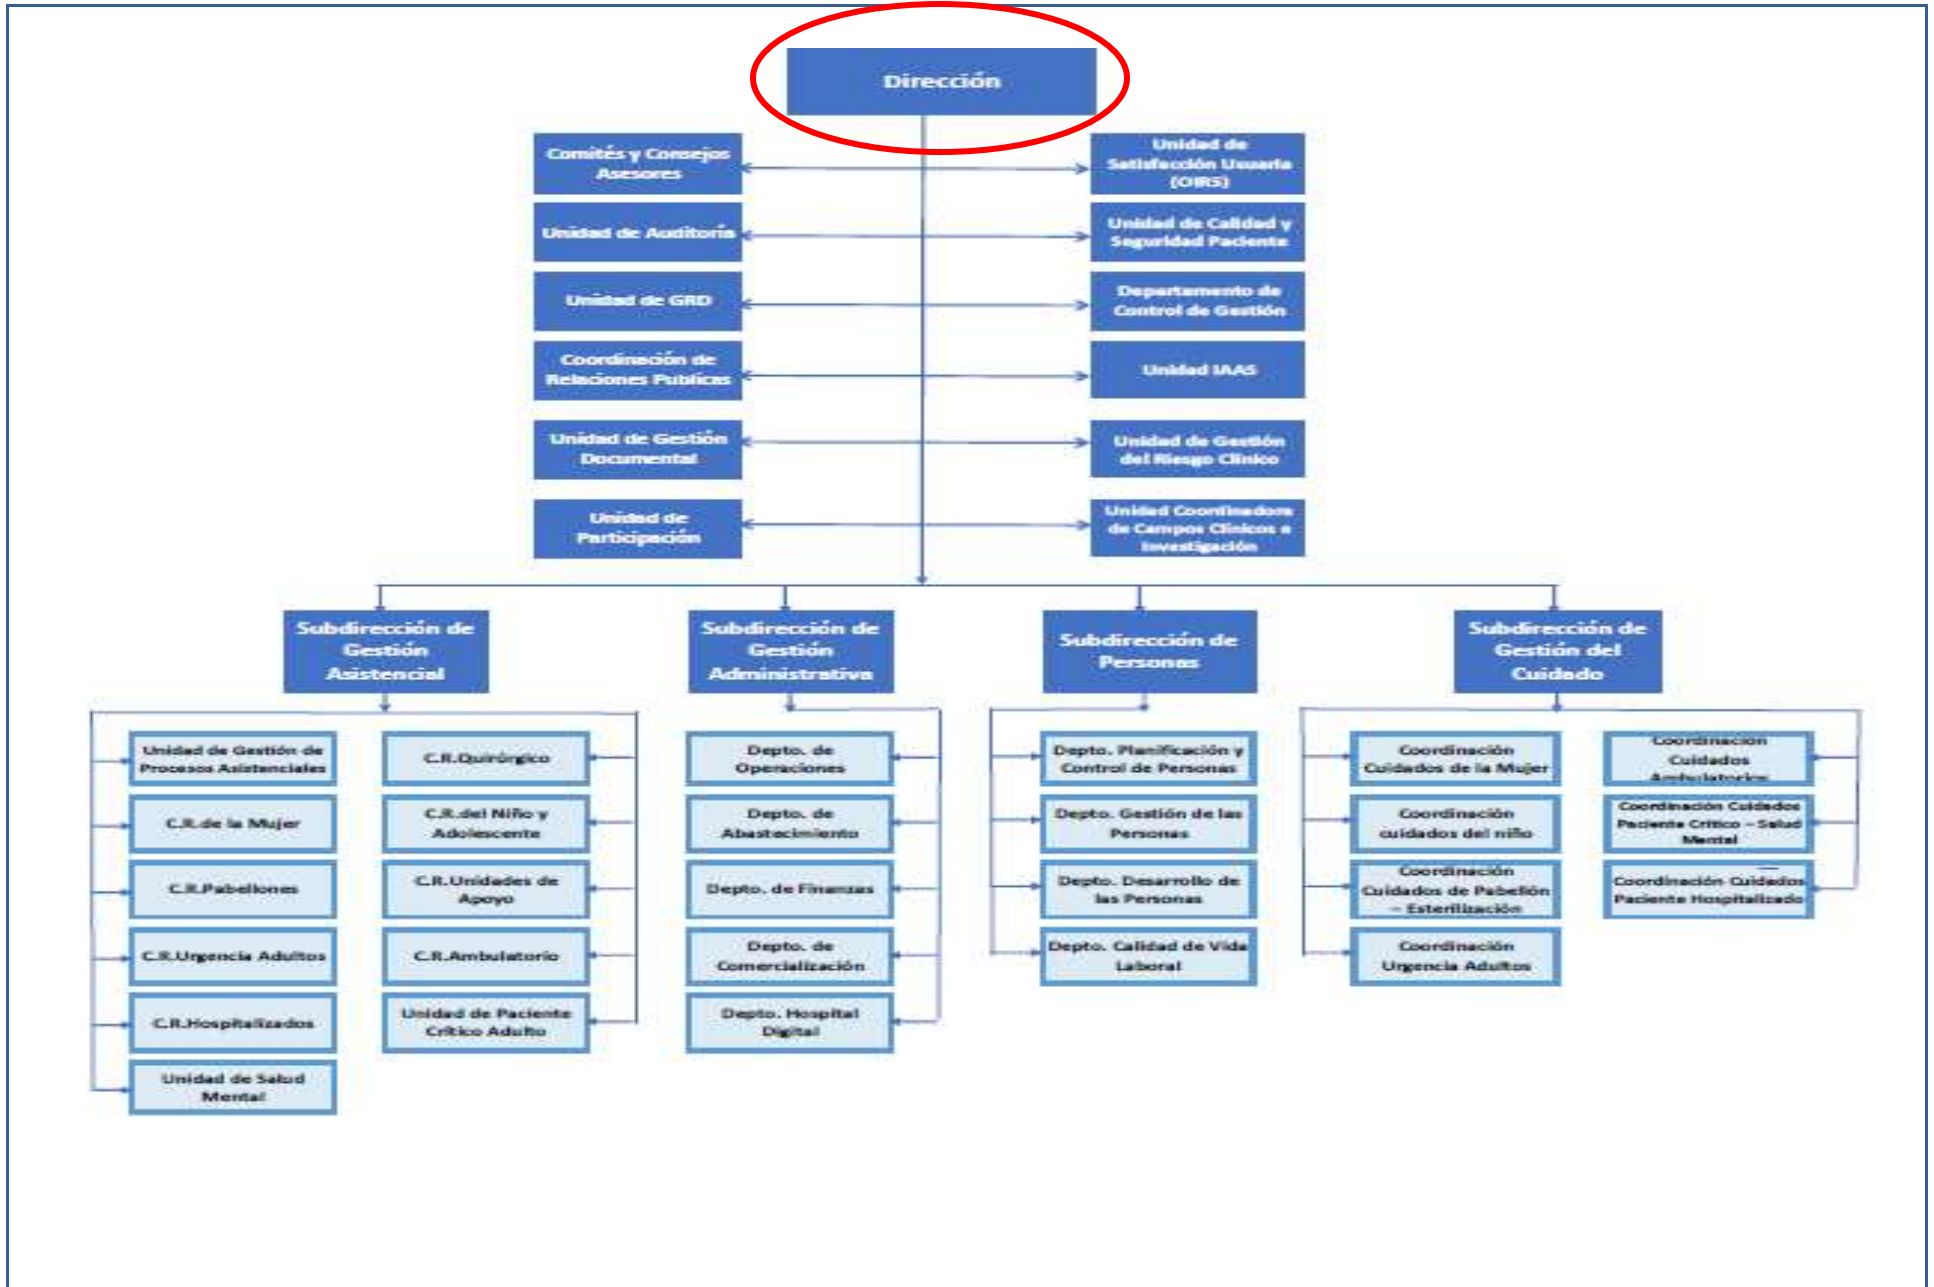 Dirección
Comités y Consejos
Asesores
Unidad de
Satisfacción Usuaria
(OIRS)
Unidad de Auditoría
Unidad de Calidad y
Seguridad Paciente
Unidad de GRD
Departamento de
Control de Gestión
Coordinación de
Relaciones Publicas
Unidad IAAS
Unidad de Gestión
Documental
Unidad de Gestión
del Riesgo Clínico
Unidad de
Participación
Unidad Coordinadora
de Campos Clínicos e
Investigación
Subdirección de
Gestión
Asistencial
Subdirección de
Gestión
Administrativa
Subdirección de
Personas
Subdirección de
Gestión del
Cuidado
Unidad de Gestión de
Procesos Asistenciales
C.R.de la Mujer
C.R.Pabellones
C.R.Urgencia Adultos
C.R.Hospitalizados
Unidad de Salud
Mental
C.R.Quirórgico
C.R.del Niño y
Adolescente
C.R.Unidades de
Apoyo
C.R.Ambulatorio
Unidad de Paciente
Crítico Adulto
Depto. de
Operaciones
Depto. de
Abastecimiento
Depto. de Finanzas
Depto. de
Comercialización
Depto. Hospital
Digital
Depto. Planificación y
Control de Personas
Depto. Gestión de las
Personas
Depto. Desarrollo de
las Personas
Depto. Calidad de Vida
Laboral
Coordinación
Cuidados de la Mujer
Coordinación
cuidados del niño
Coordinación
Cuidados de Pabellón
– Esterilización
Coordinación
Urgencia Adultos
Coordinación
Cuidados
Ambulatorios
Coordinación Cuidados
Paciente Crítico – Salud
Mental
Coordinación Cuidados
Paciente Hospitalizado